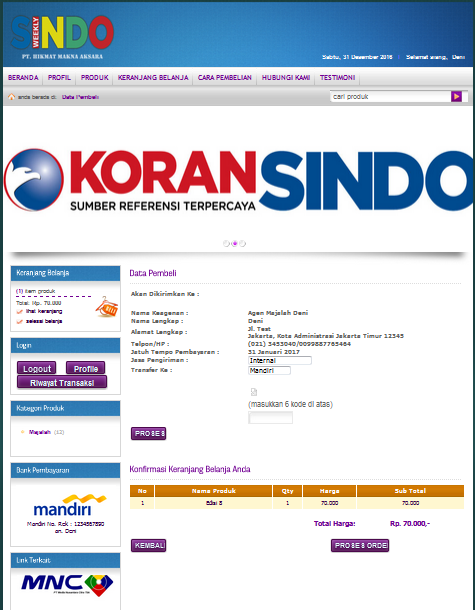 SINDO
WEEKLY
PT. HIKMAT MAKNA AKSARA
Sabtu, 31 Desember 2016 | Selamat siang, Deni
BERANDA PROFIL PRODUK KERANJANG BELANJA CARA PEMBELIAN HUBUNGI KAMI TESTIMONI
anda berada di: Data Pembeli
cari produk
KORAN SINDO
SUMBER REFERENSI TERPERCAYA
Keranjang Belanja
(1) item produk
Total: Rp. 70.000
lihat keranjang
selesai belanja
Login
Logout Profile
Riwayat Transaksi
Kategori Produk
Majalah (12)
Bank Pembayaran
mandiri
Mandiri No. Rek : 1234567890
an. Deni
Link Terkait
MNC
Data Pembeli
Akan Dikirimkan Ke :
Nama Keagenan : Agen Majalah Deni
Nama Lengkap : Deni
Alamat Lengkap : Jl. Test
Jakarta, Kota Administrasi Jakarta Timur 12345
Telpon/HP : (021) 3453040/0099887765464
Jatuh Tempo Pembayaran : 31 Januari 2017
Jasa Pengiriman : Internal
Transfer Ke : Mandiri
(masukkan 6 kode di atas)
PROSES
Konfirmasi Keranjang Belanja Anda
No Nama Produk Qty Harga Sub Total
1 Edisi 8 1 70.000 70.000
Total Harga: Rp. 70.000,-
KEMBALI
PROSES ORDER